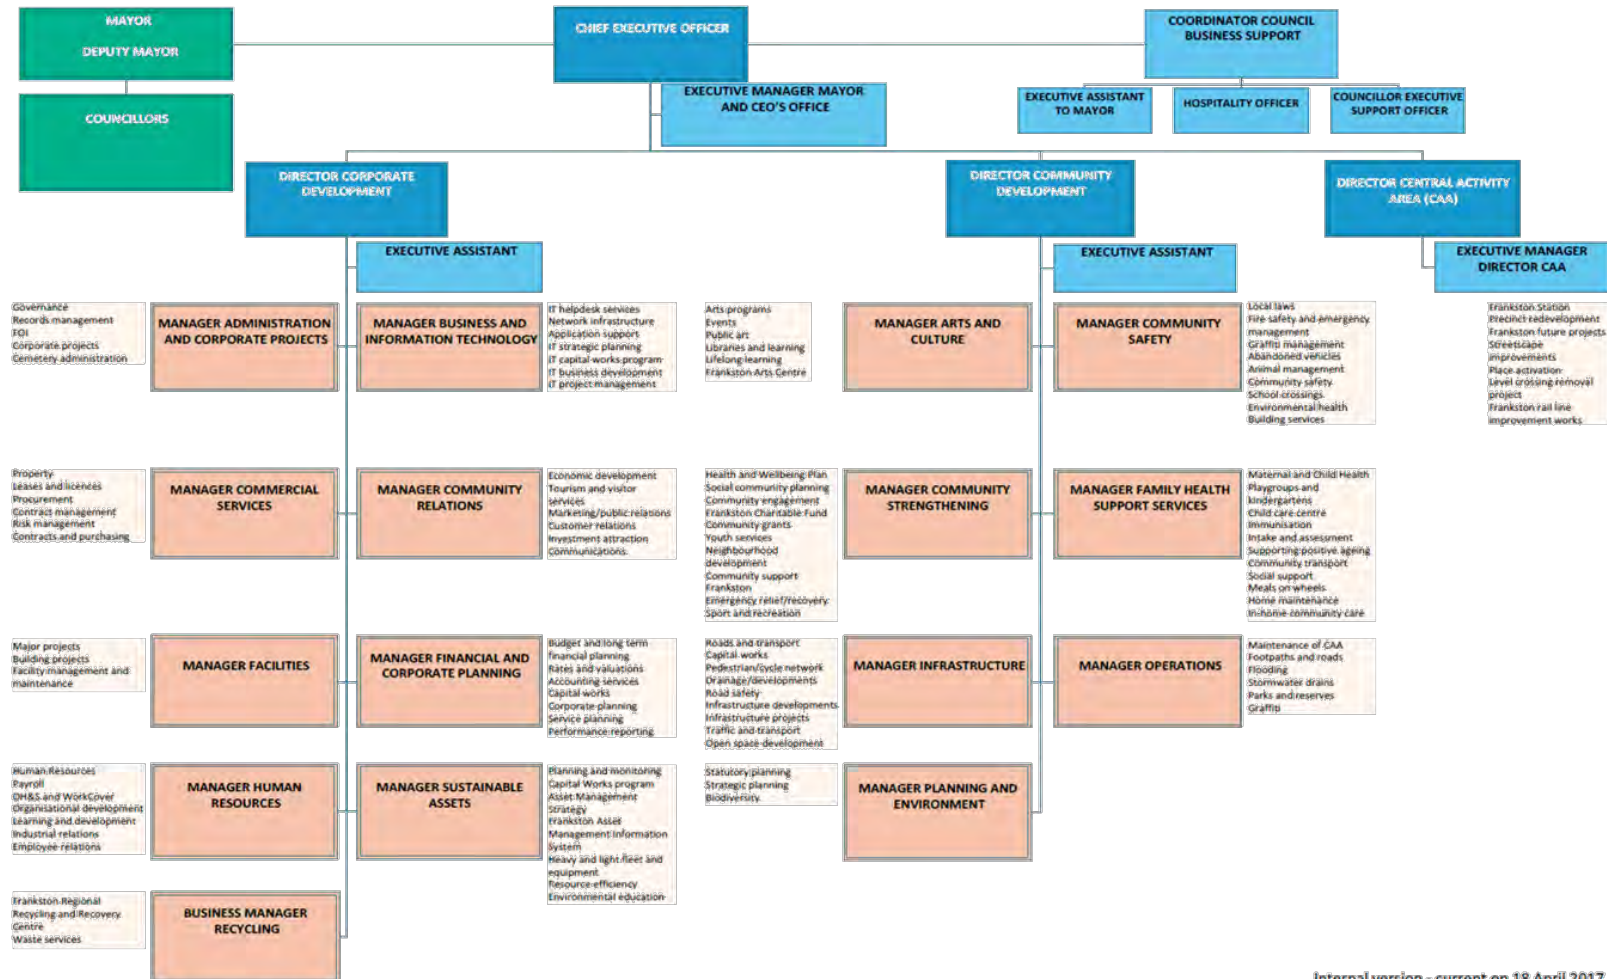 MAYOR
DEPUTY MAYOR
COUNCILLORS
CHIEF EXECUTIVE OFFICER
EXECUTIVE MANAGER MAYOR
AND CEO'S OFFICE
COORDINATOR COUNCIL
BUSINESS SUPPORT
EXECUTIVE ASSISTANT
TO MAYOR
HOSPITALITY OFFICER
COUNCILLOR EXECUTIVE
SUPPORT OFFICER
DIRECTOR CORPORATE
DEVELOPMENT
EXECUTIVE ASSISTANT
DIRECTOR COMMUNITY
DEVELOPMENT
EXECUTIVE ASSISTANT
DIRECTOR CENTRAL ACTIVITY
AREA (CAA)
EXECUTIVE MANAGER
DIRECTOR CAA
Governance
Records management
FOI
Corporate projects
Cemetery administration
MANAGER ADMINISTRATION
AND CORPORATE PROJECTS
MANAGER BUSINESS AND
INFORMATION TECHNOLOGY
IT helpdesk services
Network infrastructure
Application support
IT strategic planning
IT capital works program
IT business development
IT project management
Arts programs
Events
Public art
Libraries and learning
Lifelong learning
Frankston Arts Centre
MANAGER ARTS AND
CULTURE
MANAGER COMMUNITY
SAFETY
Local laws
Fire safety and emergency
management
Graffiti management
Abandoned vehicles
Animal management
Community safety
School crossings
Environmental health
Building services
Frankston Station
Precinct redevelopment
Frankston future projects
Streetscape
improvements
Place activation
Level crossing removal
project
Frankston rail line
improvement works
Property
Leases and licences
Procurement
Contract management
Risk management
Contracts and purchasing
MANAGER COMMERCIAL
SERVICES
MANAGER COMMUNITY
RELATIONS
Economic development
Tourism and visitor
services
Marketing/public relations
Customer relations
Investment attraction
Communications
Health and Wellbeing Plan
Social community planning
Community engagement
Frankston Charitable Fund
Community grants
Youth services
Neighbourhood
development
Community support
Frankston
Emergency relief/recovery
Sport and recreation
MANAGER COMMUNITY
STRENGTHENING
MANAGER FAMILY HEALTH
SUPPORT SERVICES
Maternal and Child Health
Playgroups and
kindergartens
Child care centre
Immunisation
Intake and assessment
Supporting positive ageing
Community transport
Social support
Meals on wheels
Home maintenance
In-home community care
Major projects
Building projects
Facility management and
maintenance
MANAGER FACILITIES
MANAGER FINANCIAL AND
CORPORATE PLANNING
Budget and long term
financial planning
Rates and valuations
Accounting services
Capital works
Corporate planning
Service planning
Performance reporting
Roads and transport
Capital works
Pedestrian/cycle network
Drainage/developments
Road safety
Infrastructure developments
Infrastructure projects
Traffic and transport
Open space development
MANAGER INFRASTRUCTURE
MANAGER OPERATIONS
Maintenance of CAA
Footpaths and roads
Flooding
Stormwater drains
Parks and reserves
Graffiti
Human Resources
Payroll
OH&S and WorkCover
Organisational development
Learning and development
Industrial relations
Employee relations
MANAGER HUMAN
RESOURCES
MANAGER SUSTAINABLE
ASSETS
Planning and monitoring
Capital Works program
Asset Management
Strategy
Frankston Asset
Management Information
System
Heavy and light fleet and
equipment
Resource efficiency
Environmental education
Statutory planning
Strategic planning
Biodiversity
MANAGER PLANNING AND
ENVIRONMENT
Frankston Regional
Recycling and Recovery
Centre
Waste services
BUSINESS MANAGER
RECYCLING
Internal version - current on 18 April 2017